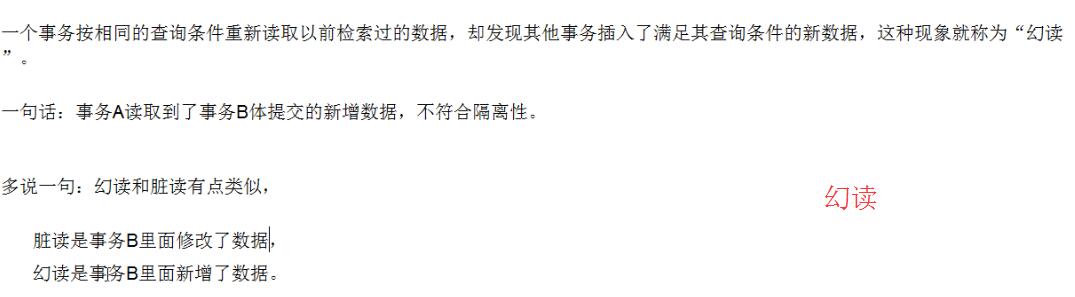 一个事务按相同的查询条件重新读取以前检索过的数据，却发现其他事务插入了满足其查询条件的新数据，这种现象就称为“幻读
”。
一句话：事务A读取到了事务B体提交的新增数据，不符合隔离性。
多说一句：幻读和脏读有点类似，
幻读
脏读是事务B里面修改了数据，
幻读是事务B里面新增了数据。